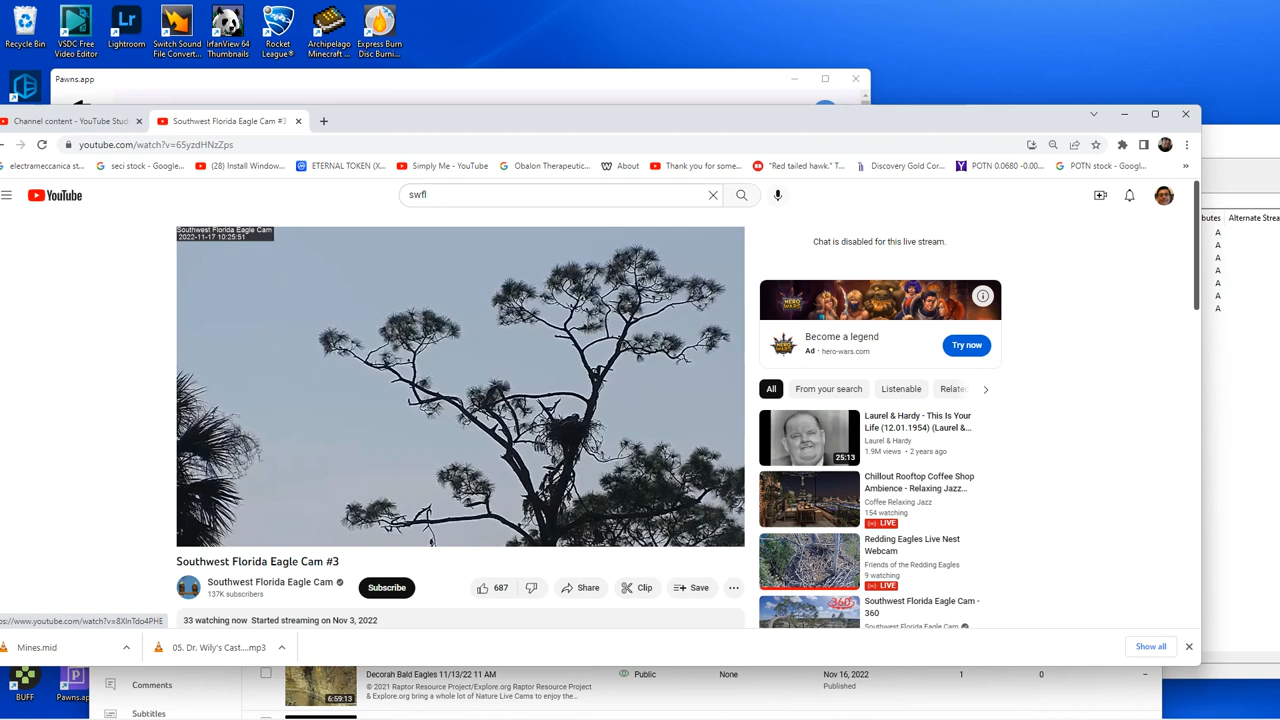 Recycle Bin
VSDC Free
Video Editor
Lightroom
Switch Sound
File Convert...
IrfanView 64
Thumbnails
Rocket
League®
Archipelago
Minecraft ...
Express Burn
Disc Burni...
Pawns.app
Channel content - YouTube Stud
Southwest Florida Eagle Cam #3
youtube.com/watch?v=65yzdHNzZps
electrameccanica st...
seci stock - Google...
(28) Install Window...
ETERNAL TOKEN (X...
Simply Me - YouTube
Obalon Therapeutic...
About
Thank you for some...
"Red tailed hawk." T...
Discovery Gold Cor...
POTN 0.0680 -0.00...
POTN stock - Googl...
YouTube
swfl
butes
Alternate Strea
A
A
A
A
A
A
A
Southwest Florida Eagle Cam
2022-11-17 10:25:51
Chat is disabled for this live stream.
HERO WARS
Become a legend
Ad · hero-wars.com
Try now
All
From your search
Listenable
Related
Laurel & Hardy - This Is Your
Life (12.01.1954) (Laurel &...
Laurel & Hardy
1.9M views • 2 years ago
25:13
Chillout Rooftop Coffee Shop
Ambience - Relaxing Jazz...
Coffee Relaxing Jazz
154 watching
LIVE
Redding Eagles Live Nest
Webcam
Friends of the Redding Eagles
9 watching
LIVE
Southwest Florida Eagle Cam -
360
Southwest Florida Eagle Cam
360
Southwest Florida Eagle Cam #3
Southwest Florida Eagle Cam
137K subscribers
Subscribe
687
Share
Clip
Save
33 watching now Started streaming on Nov 3, 2022
ps://www.youtube.com/watch?v=8XlnTdo4PHE
Mines.mid
05. Dr. Wily's Cast....mp3
Show all
BUFF
Pawns.app
Comments
Subtitles
6:59:13
Decorah Bald Eagles 11/13/22 11 AM
© 2021 Raptor Resource Project/Explore.org Raptor Resource Project
& Explore.org bring a whole lot of Nature Live Cams to enjoy the...
Public
None
Nov 16, 2022
Published
1
0
–